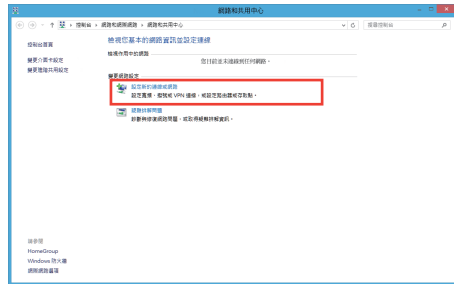 網路和共用中心
控制台 › 網路和網際網路 › 網路和共用中心
搜尋控制台
控制台首頁
變更介面卡設定
變更進階共用設定
檢視您基本的網路資訊並設定連線
檢視作用中的網路
您目前並未連線到任何網路。
變更網路設定
設定新的連線或網路
設定寬頻、撥號或 VPN 連線，或設定路由器或存取點。
疑難排解問題
診斷與修復網路問題，或取得疑難排解資訊。
請參閱
HomeGroup
Windows 防火牆
網際網路選項